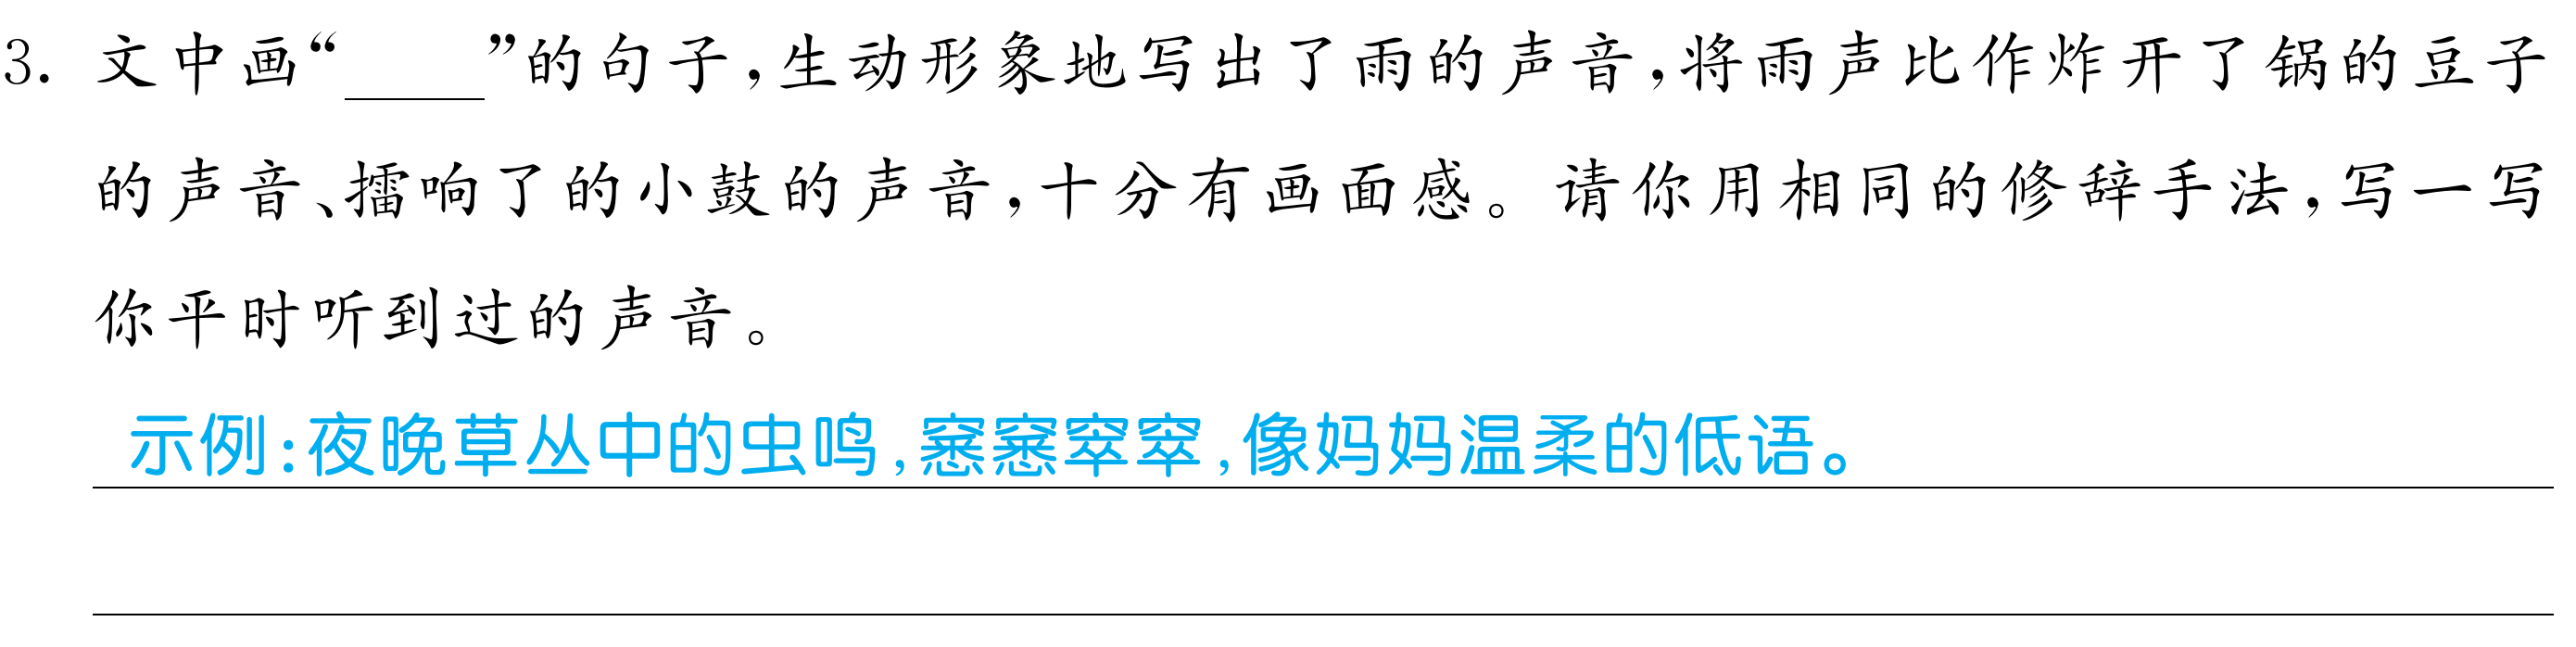 3. 文中画“____”的句子,生动形象地写出了雨的声音,将雨声比作炸开了锅的豆子
的声音、擂响了的小鼓的声音,十分有画面感。请你用相同的修辞手法,写一写
你平时听到过的声音。
示例:夜晚草丛中的虫鸣,窸窸窣窣,像妈妈温柔的低语。